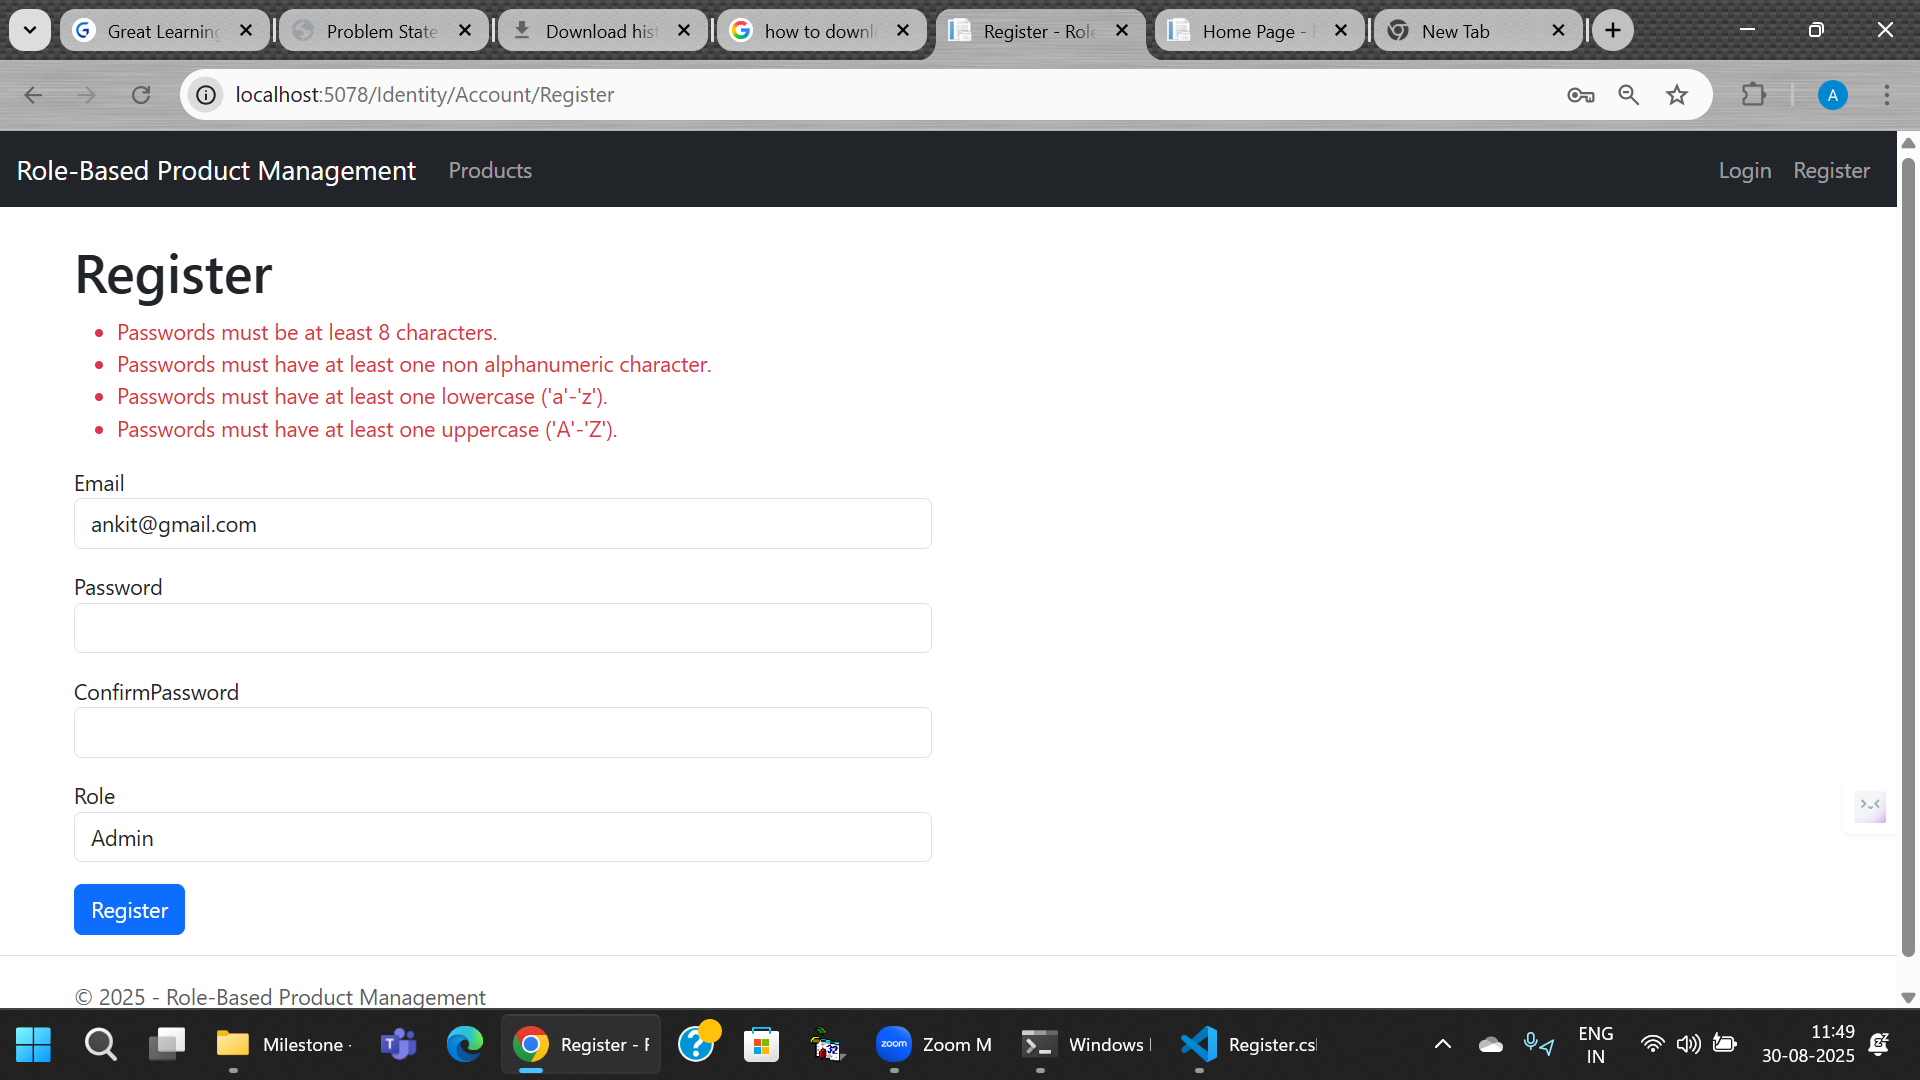 Great Learning
Problem State
Download his
how to downl
Register - Role
Home Page -
New Tab
localhost:5078/Identity/Account/Register
A
Role-Based Product Management
Products
Login
Register
Register
Passwords must be at least 8 characters.
Passwords must have at least one non alphanumeric character.
Passwords must have at least one lowercase ('a'-'z').
Passwords must have at least one uppercase ('A'-'Z').
Email
ankit@gmail.com
Password
ConfirmPassword
Role
Admin
Register
© 2025 - Role-Based Product Management
Milestone -
Register - F
zoom
Zoom M
Windows
Register.cs
ENG
IN
11:49
30-08-2025